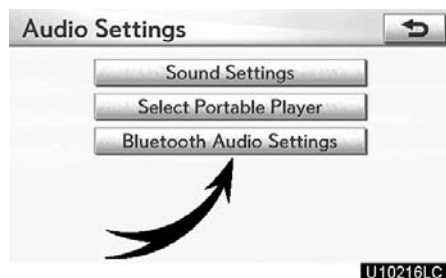 Audio Settings
Sound Settings
Select Portable Player
Bluetooth Audio Settings
U10216LC